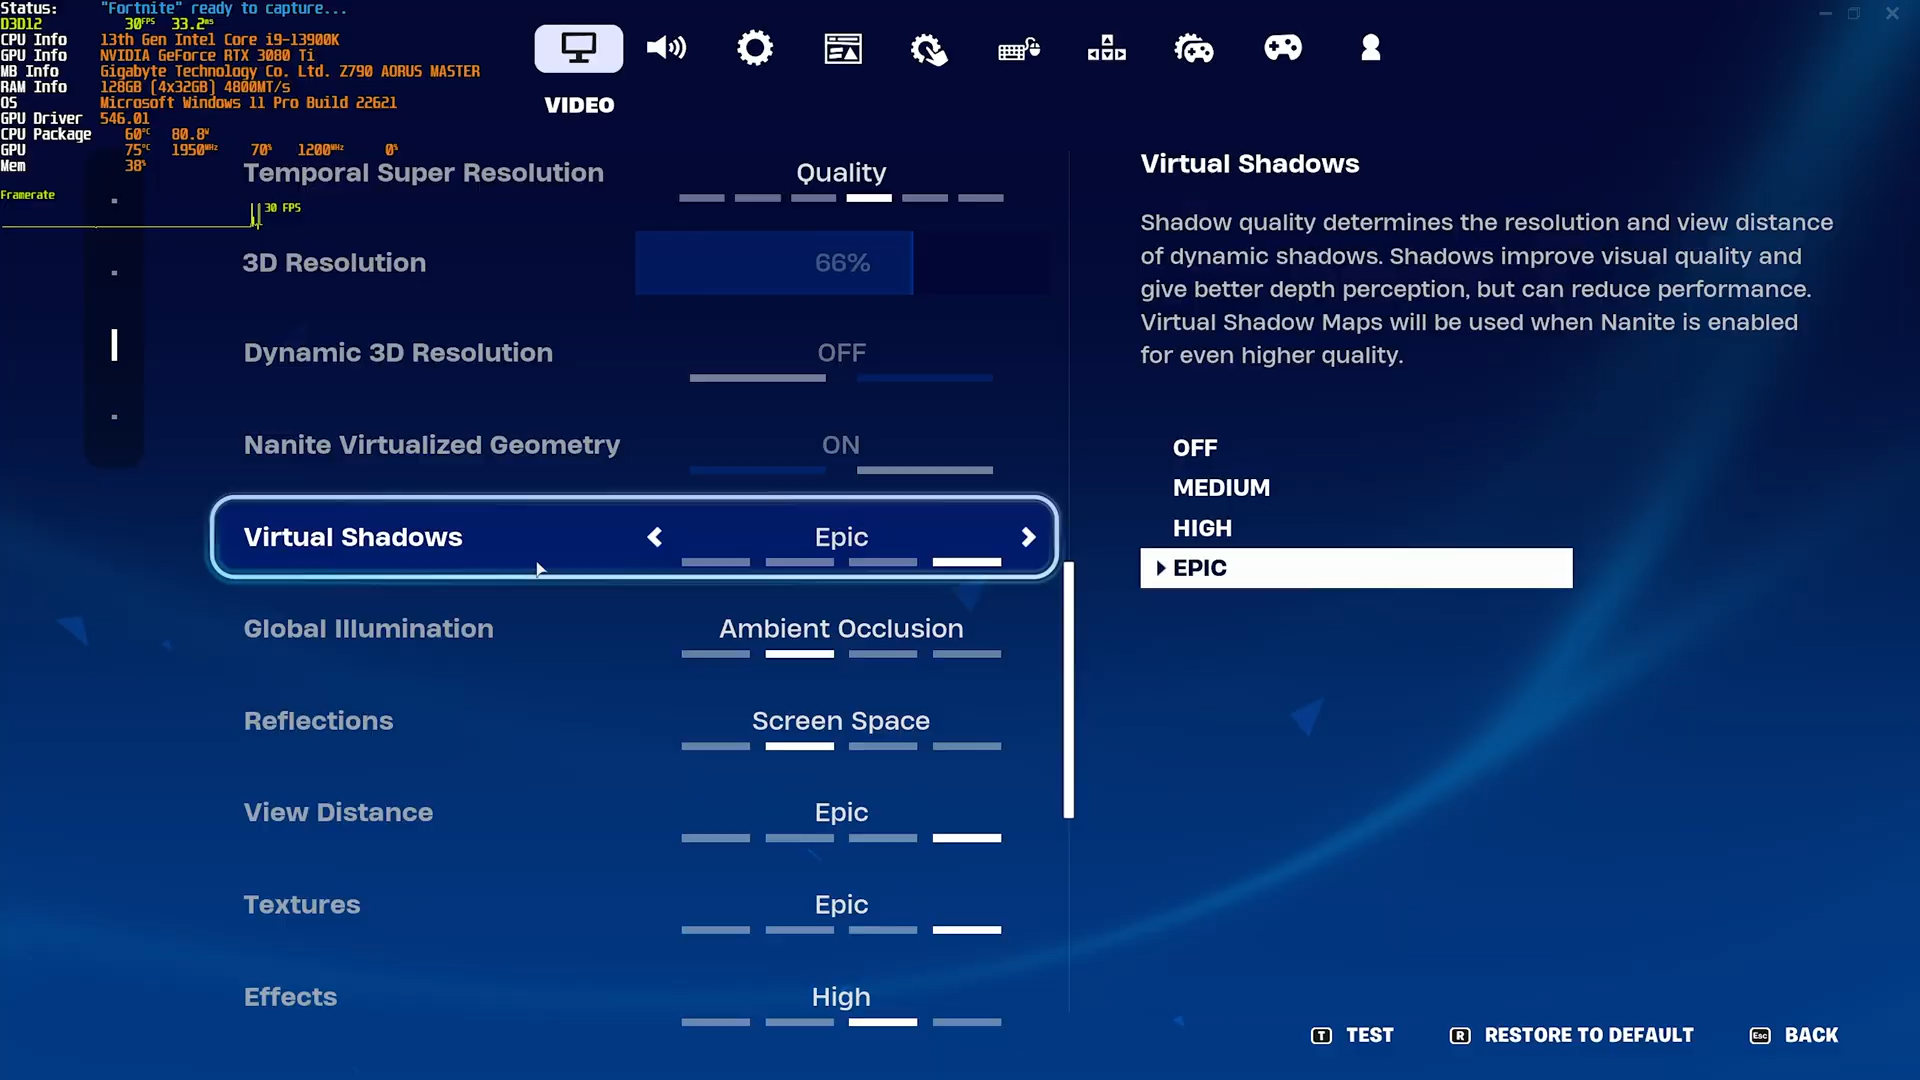 Status: "Fortnite" ready to capture...
D3D12 30FPS 33.2ms
CPU Info 13th Gen Intel Core i9-13900K
GPU Info NVIDIA GeForce RTX 3080 Ti
MB Info Gigabyte Technology Co. Ltd. Z790 AORUS MASTER
RAM Info 128GB [4x32GB] 4800MT/s
OS Microsoft Windows 11 Pro Build 22621
GPU Driver 546.01
CPU Package 60°C 80.8W
GPU 75°C 1950MHz 70% 1200MHz 0%
Mem 38%
Framerate
30 FPS
VIDEO
Temporal Super Resolution Quality
3D Resolution 66%
Dynamic 3D Resolution OFF
Nanite Virtualized Geometry ON
Virtual Shadows Epic
Global Illumination Ambient Occlusion
Reflections Screen Space
View Distance Epic
Textures Epic
Effects High
Virtual Shadows
Shadow quality determines the resolution and view distance
of dynamic shadows. Shadows improve visual quality and
give better depth perception, but can reduce performance.
Virtual Shadow Maps will be used when Nanite is enabled
for even higher quality.
OFF
MEDIUM
HIGH
EPIC
T TEST R RESTORE TO DEFAULT Esc BACK